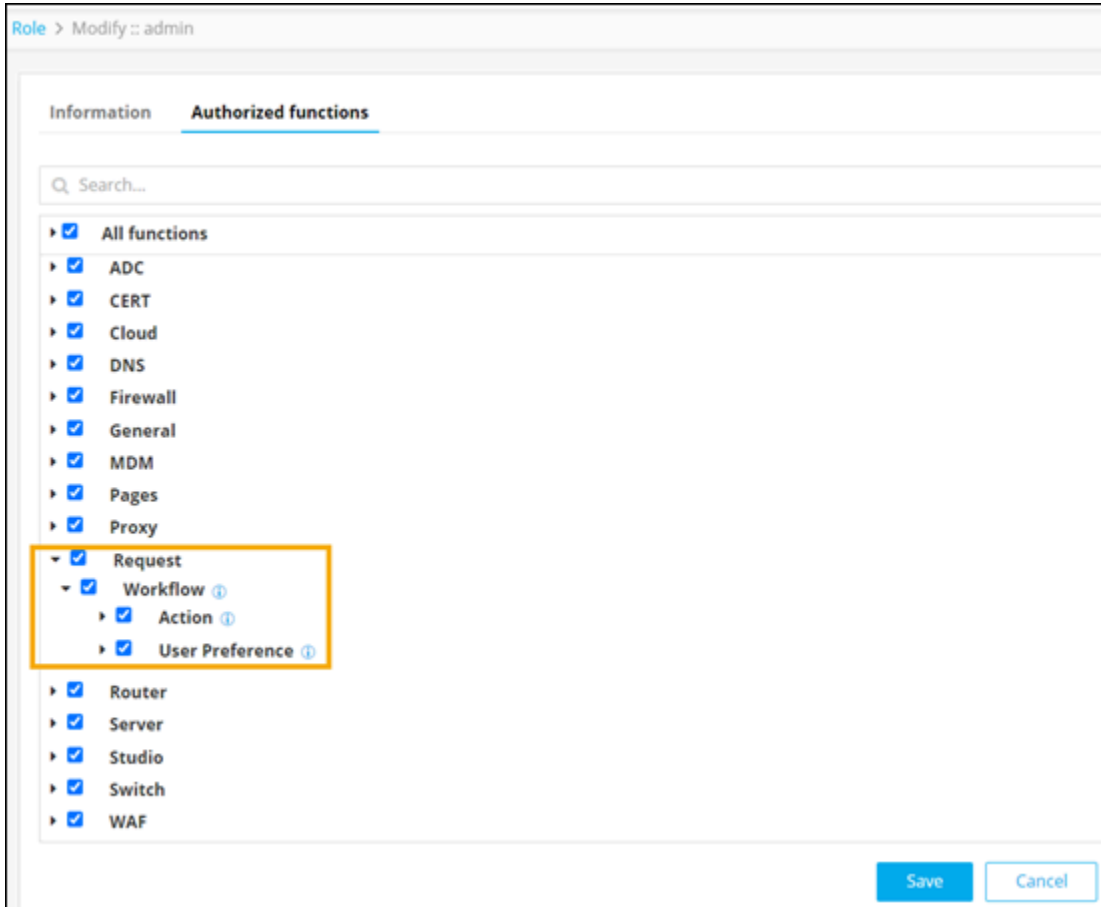 Role > Modify :: admin
Information Authorized functions
Search...
All functions
ADC
CERT
Cloud
DNS
Firewall
General
MDM
Pages
Proxy
Request
Workflow
Action
User Preference
Router
Server
Studio
Switch
WAF
Save Cancel